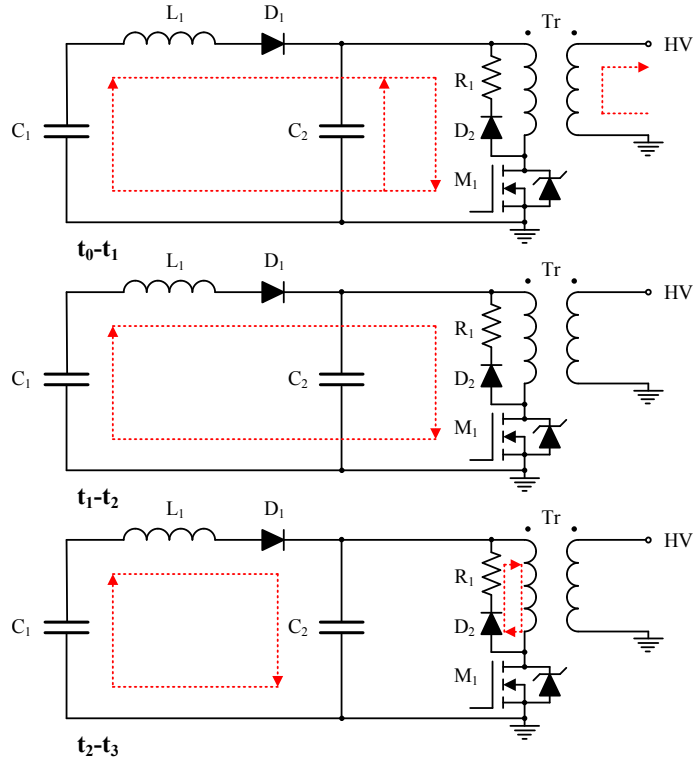 L₁
D₁
Tr
HV
R₁
C₁
C₂
D₂
M₁
t₀-t₁
L₁
D₁
Tr
HV
R₁
C₁
C₂
D₂
M₁
t₁-t₂
L₁
D₁
Tr
HV
R₁
C₁
C₂
D₂
M₁
t₂-t₃